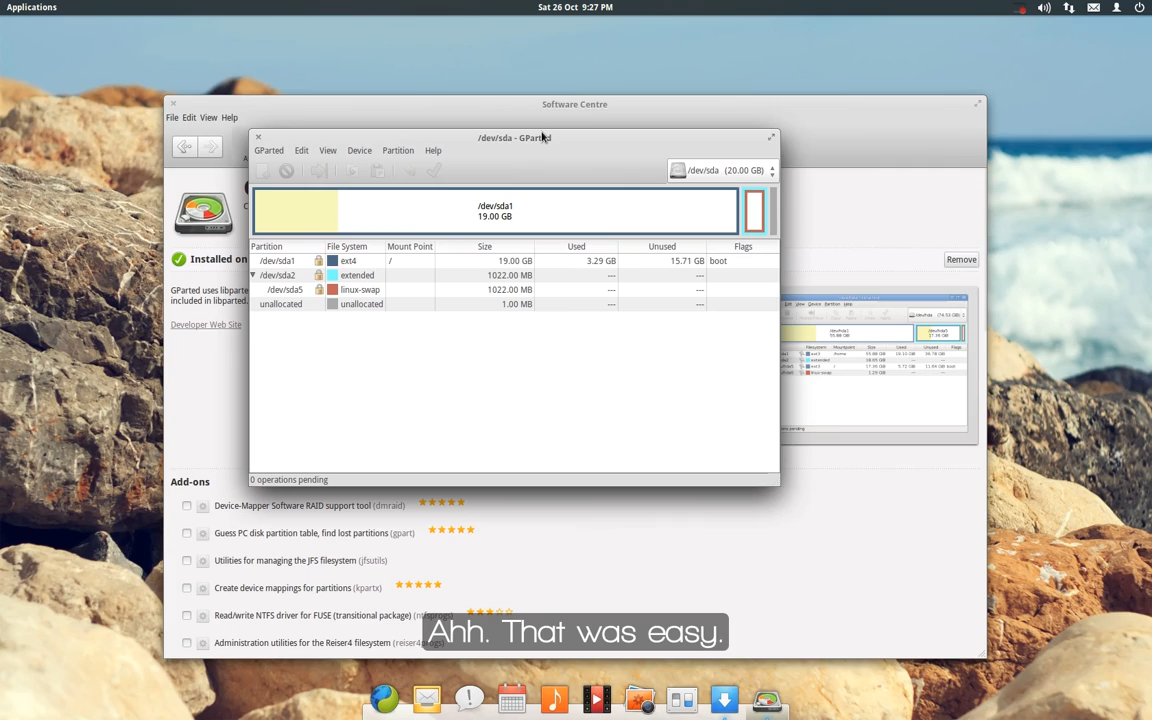 Applications
Sat 26 Oct 9:27 PM
Software Centre
File Edit View Help
/dev/sda - GParted
GParted Edit View Device Partition Help
/dev/sda (20.00 GB)
/dev/sda1
19.00 GB
Partition File System Mount Point Size Used Unused Flags
/dev/sda1 ext4 / 19.00 GB 3.29 GB 15.71 GB boot
/dev/sda2 extended 1022.00 MB --- ---
/dev/sda5 linux-swap 1022.00 MB --- ---
unallocated unallocated 1.00 MB --- ---
0 operations pending
Installed on
Remove
GParted uses libparte
included in libparted.
Developer Web Site
Add-ons
Device-Mapper Software RAID support tool (dmraid)
Guess PC disk partition table, find lost partitions (gpart)
Utilities for managing the JFS filesystem (jfsutils)
Create device mappings for partitions (kpartx)
Read/write NTFS driver for FUSE (transitional package)
Administration utilities for the Reiser4 filesystem
Ahh. That was easy.